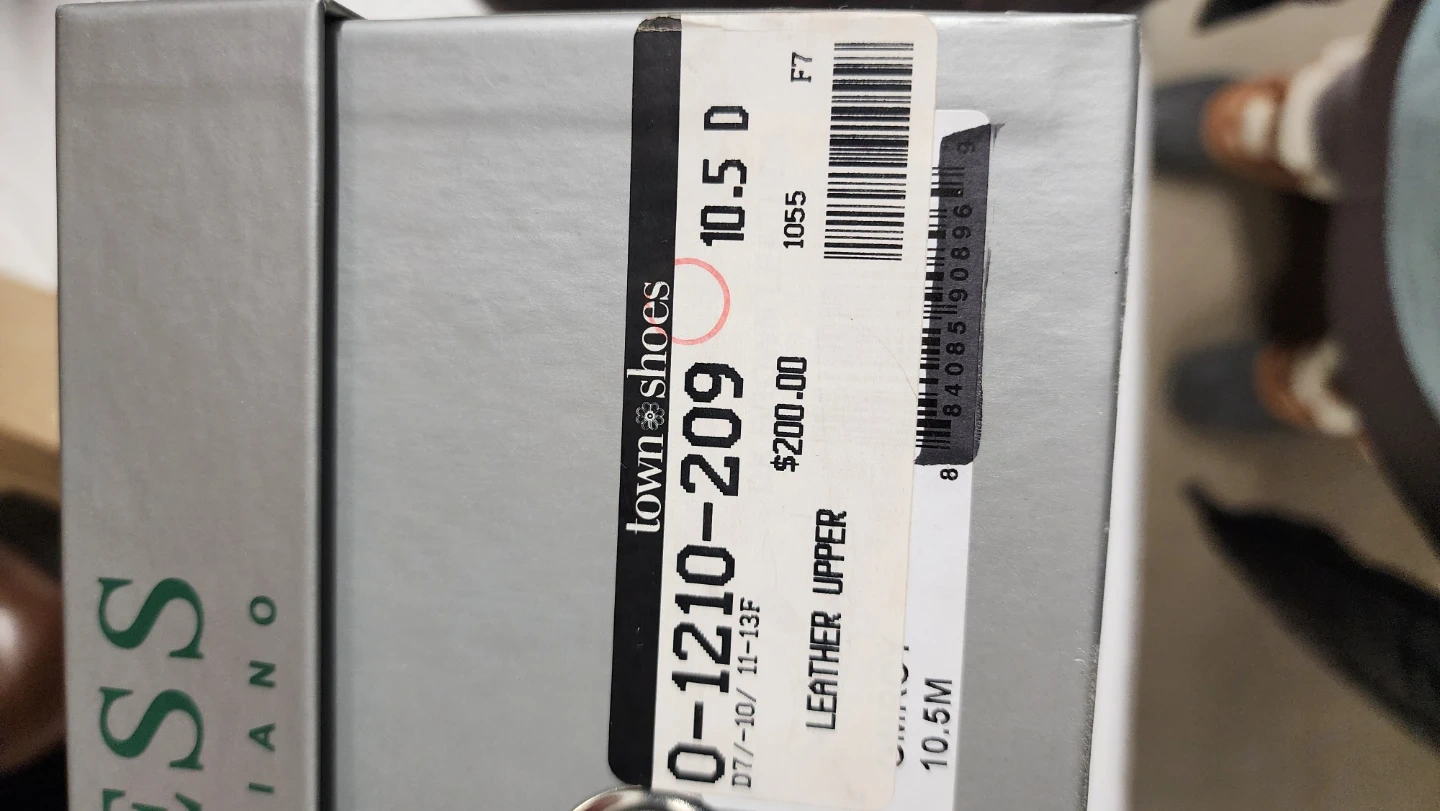 ESS
IANO
town shoes
0-1210-209 10.5 D
D7/-10/ 11-13F
$200.00 1055 F7
LEATHER UPPER
8 84085 90896 9
10.5M